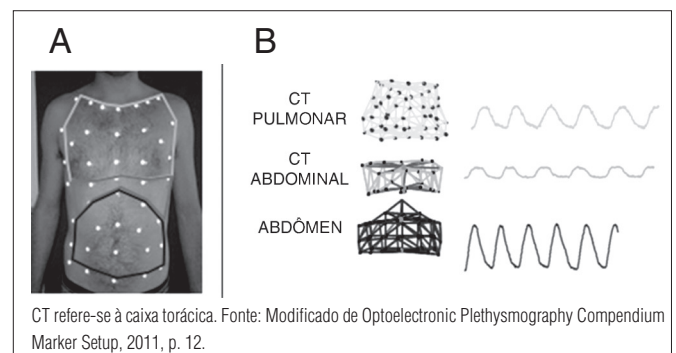 A
B
CT
PULMONAR
CT
ABDOMINAL
ABDÔMEN
CT refere-se à caixa torácica. Fonte: Modificado de Optoelectronic Plethysmography Compendium
Marker Setup, 2011, p. 12.